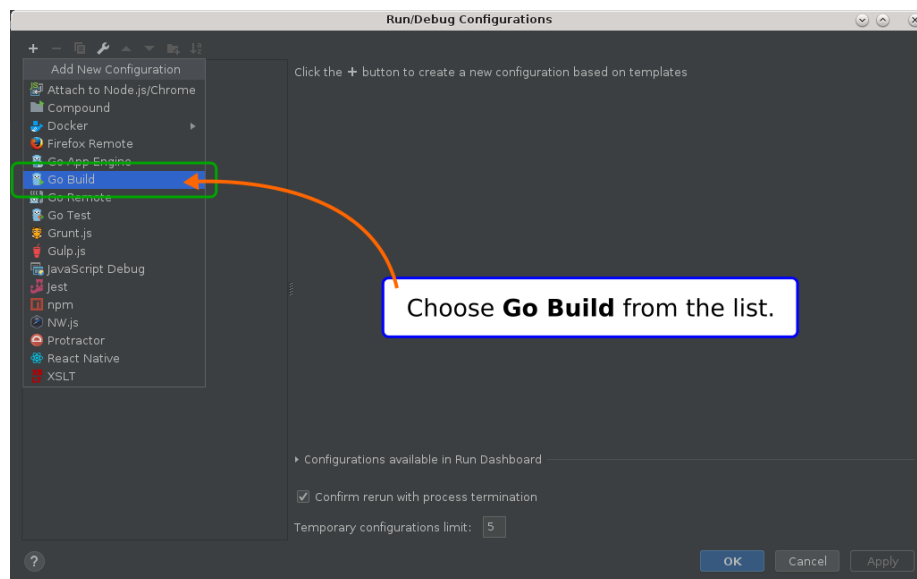 Run/Debug Configurations
Add New Configuration
Click the + button to create a new configuration based on templates
Attach to Node.js/Chrome
Compound
Docker
Firefox Remote
Go App Engine
Go Build
Go Remote
Go Test
Grunt.js
Gulp.js
JavaScript Debug
Jest
npm
NW.js
Protractor
React Native
XSLT
Choose Go Build from the list.
Configurations available in Run Dashboard
Confirm rerun with process termination
Temporary configurations limit: 5
? OK Cancel Apply